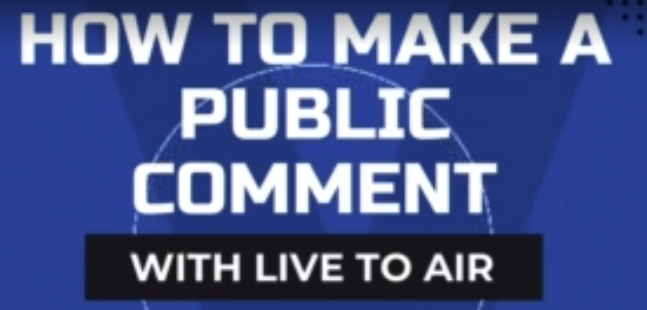 HOW TO MAKE A
PUBLIC
COMMENT
WITH LIVE TO AIR